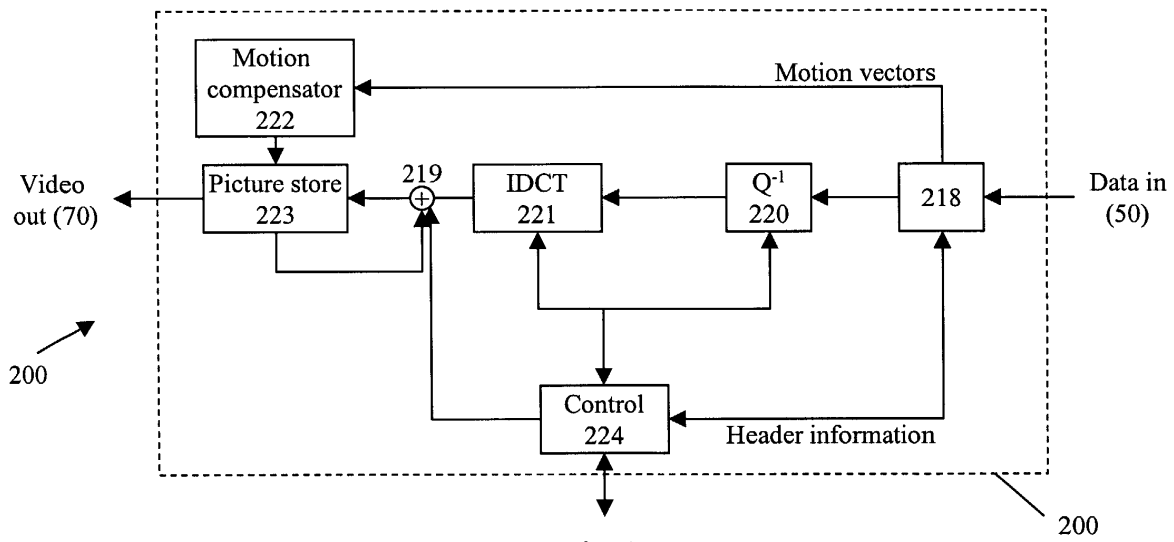 Motion
compensator
222
Motion vectors
Video
out (70)
Picture store
223
219
IDCT
221
Q-1
220
218
Data in
(50)
200
Control
224
Header information
200